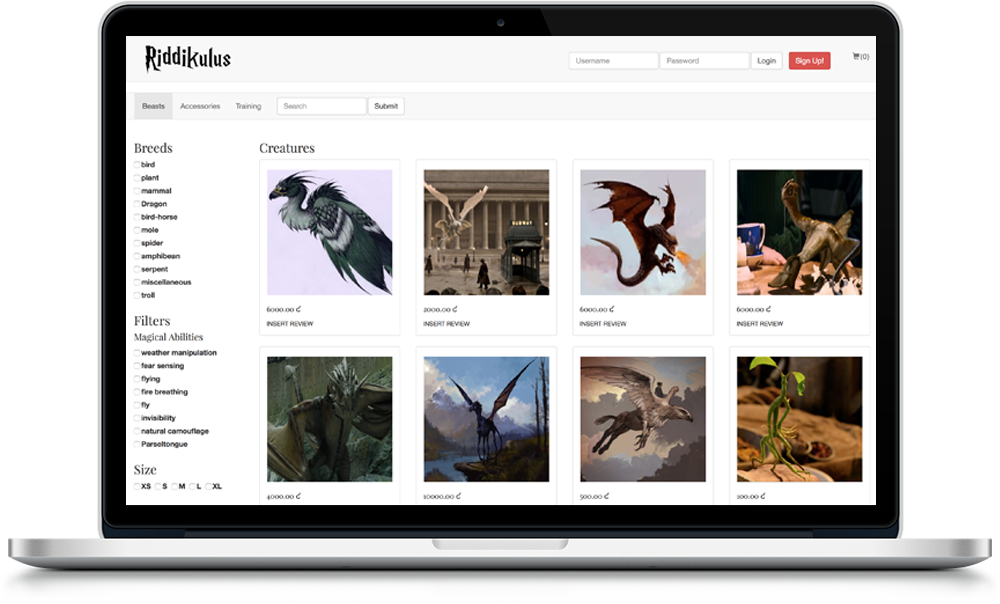 Riddikulus
Username Password Login Sign Up! (0)
Beasts Accessories Training Search Submit
Breeds
bird
plant
mammal
Dragon
bird-horse
mole
spider
amphibean
serpent
miscellaneous
troll
Filters
Magical Abilities
weather manipulation
fear sensing
flying
fire breathing
fly
invisibility
natural camouflage
Parseltongue
Size
XS S M L XL
Creatures
6000.00 ₢ 2000.00 ₢ 6000.00 ₢ 6000.00 ₢
INSERT REVIEW INSERT REVIEW INSERT REVIEW INSERT REVIEW
4000.00 ₢ 10000.00 ₢ 500.00 ₢ 100.00 ₢